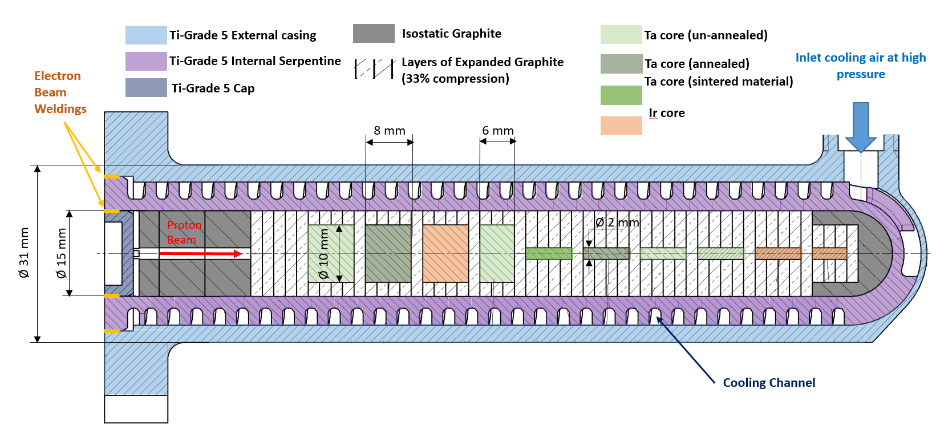 Ti-Grade 5 External casing
Isostatic Graphite
Ta core (un-annealed)
Ti-Grade 5 Internal Serpentine
Layers of Expanded Graphite
(33% compression)
Ta core (annealed)
Ti-Grade 5 Cap
Ta core (sintered material)
Ir core
Inlet cooling air at high
pressure
Electron
Beam
Weldings
8 mm
6 mm
Proton
Beam
Ø 31 mm
Ø 15 mm
Ø 10 mm
Ø 2 mm
Cooling Channel